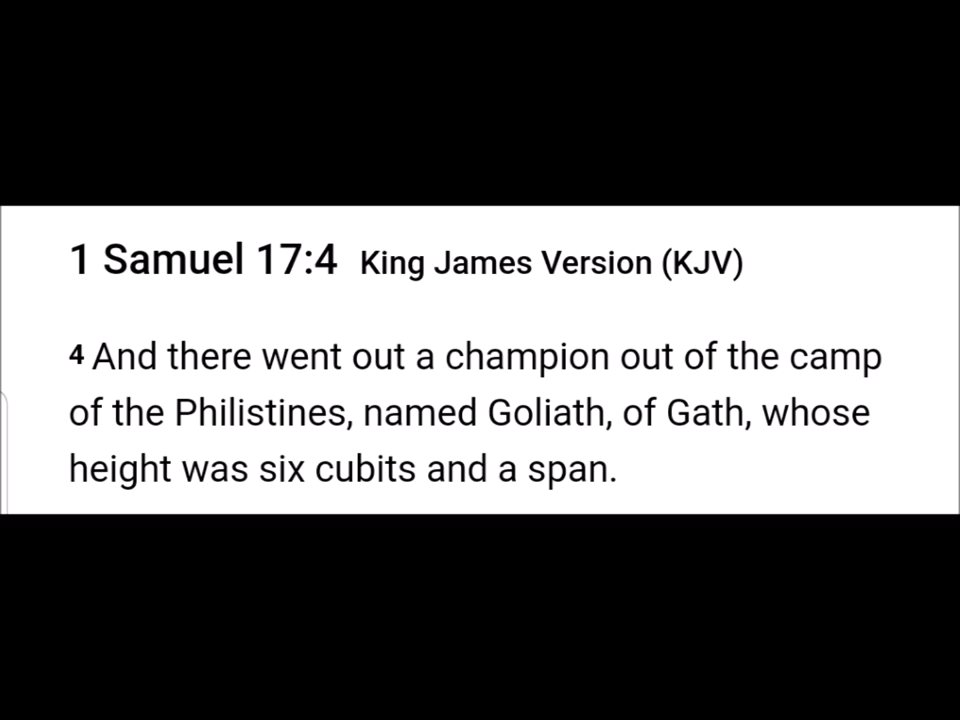 1 Samuel 17:4 King James Version (KJV)
4 And there went out a champion out of the camp
of the Philistines, named Goliath, of Gath, whose
height was six cubits and a span.